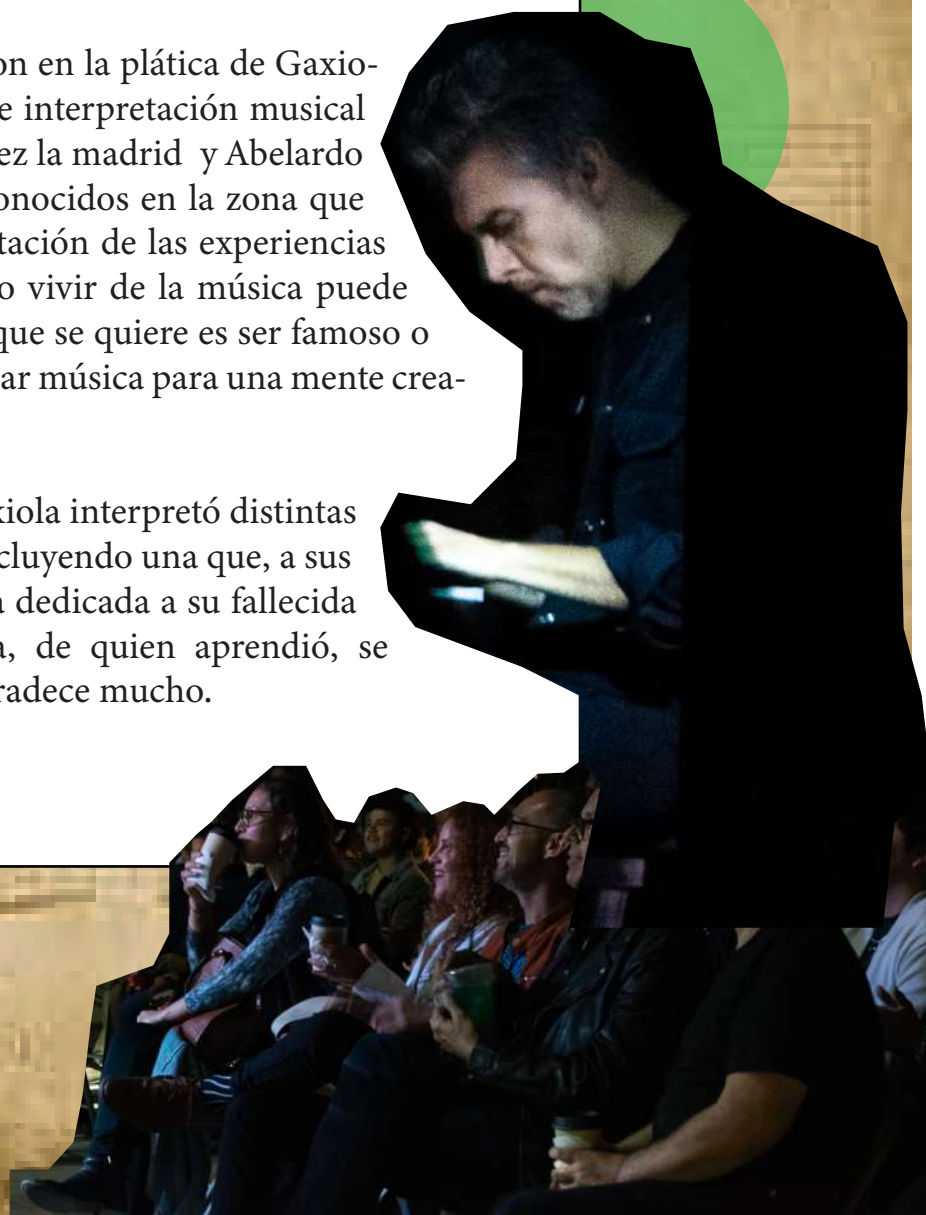 on en la plática de Gaxio-
e interpretación musical
ez la madrid y Abelardo
onocidos en la zona que
tación de las experiencias
o vivir de la música puede
que se quiere es ser famoso o
ar música para una mente crea-
xiola interpretó distintas
cluyendo una que, a sus
a dedicada a su fallecida
a, de quien aprendió, se
radece mucho.